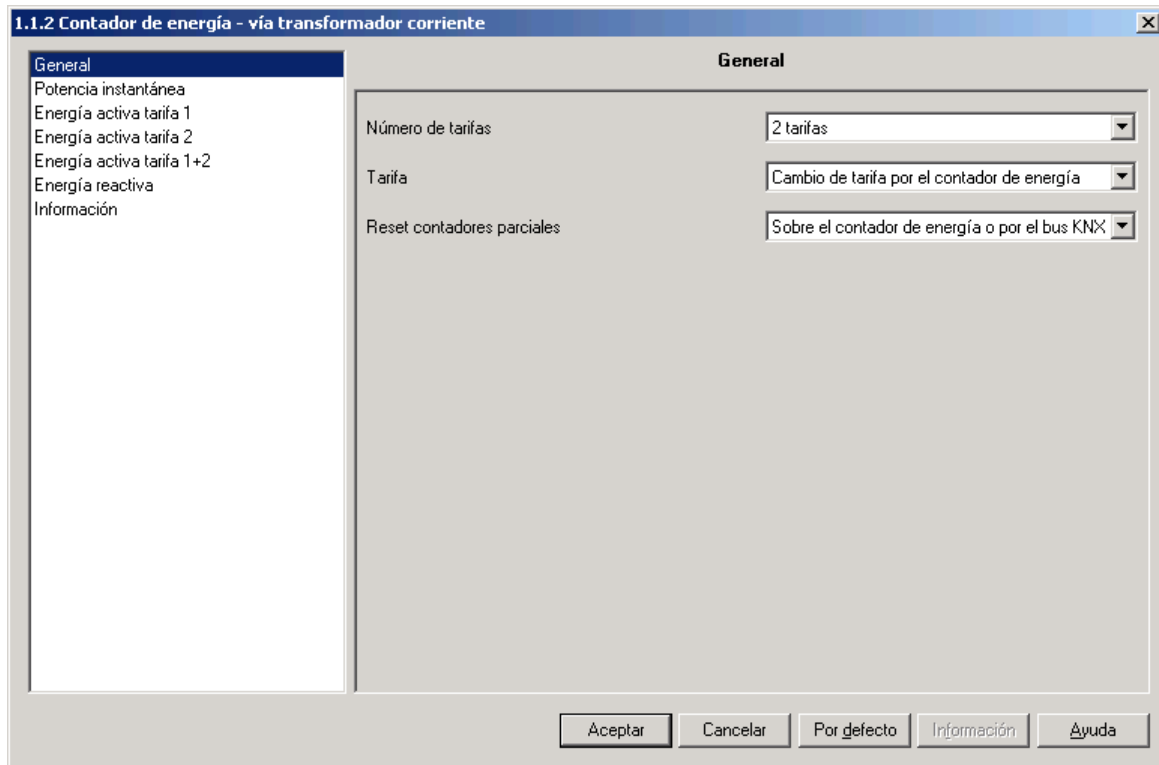 1.1.2 Contador de energía - vía transformador corriente
General
Potencia instantánea
Energía activa tarifa 1
Energía activa tarifa 2
Energía activa tarifa 1+2
Energía reactiva
Información
General
Número de tarifas
2 tarifas
Tarifa
Cambio de tarifa por el contador de energía
Reset contadores parciales
Sobre el contador de energía o por el bus KNX
Aceptar
Cancelar
Por defecto
Información
Ayuda